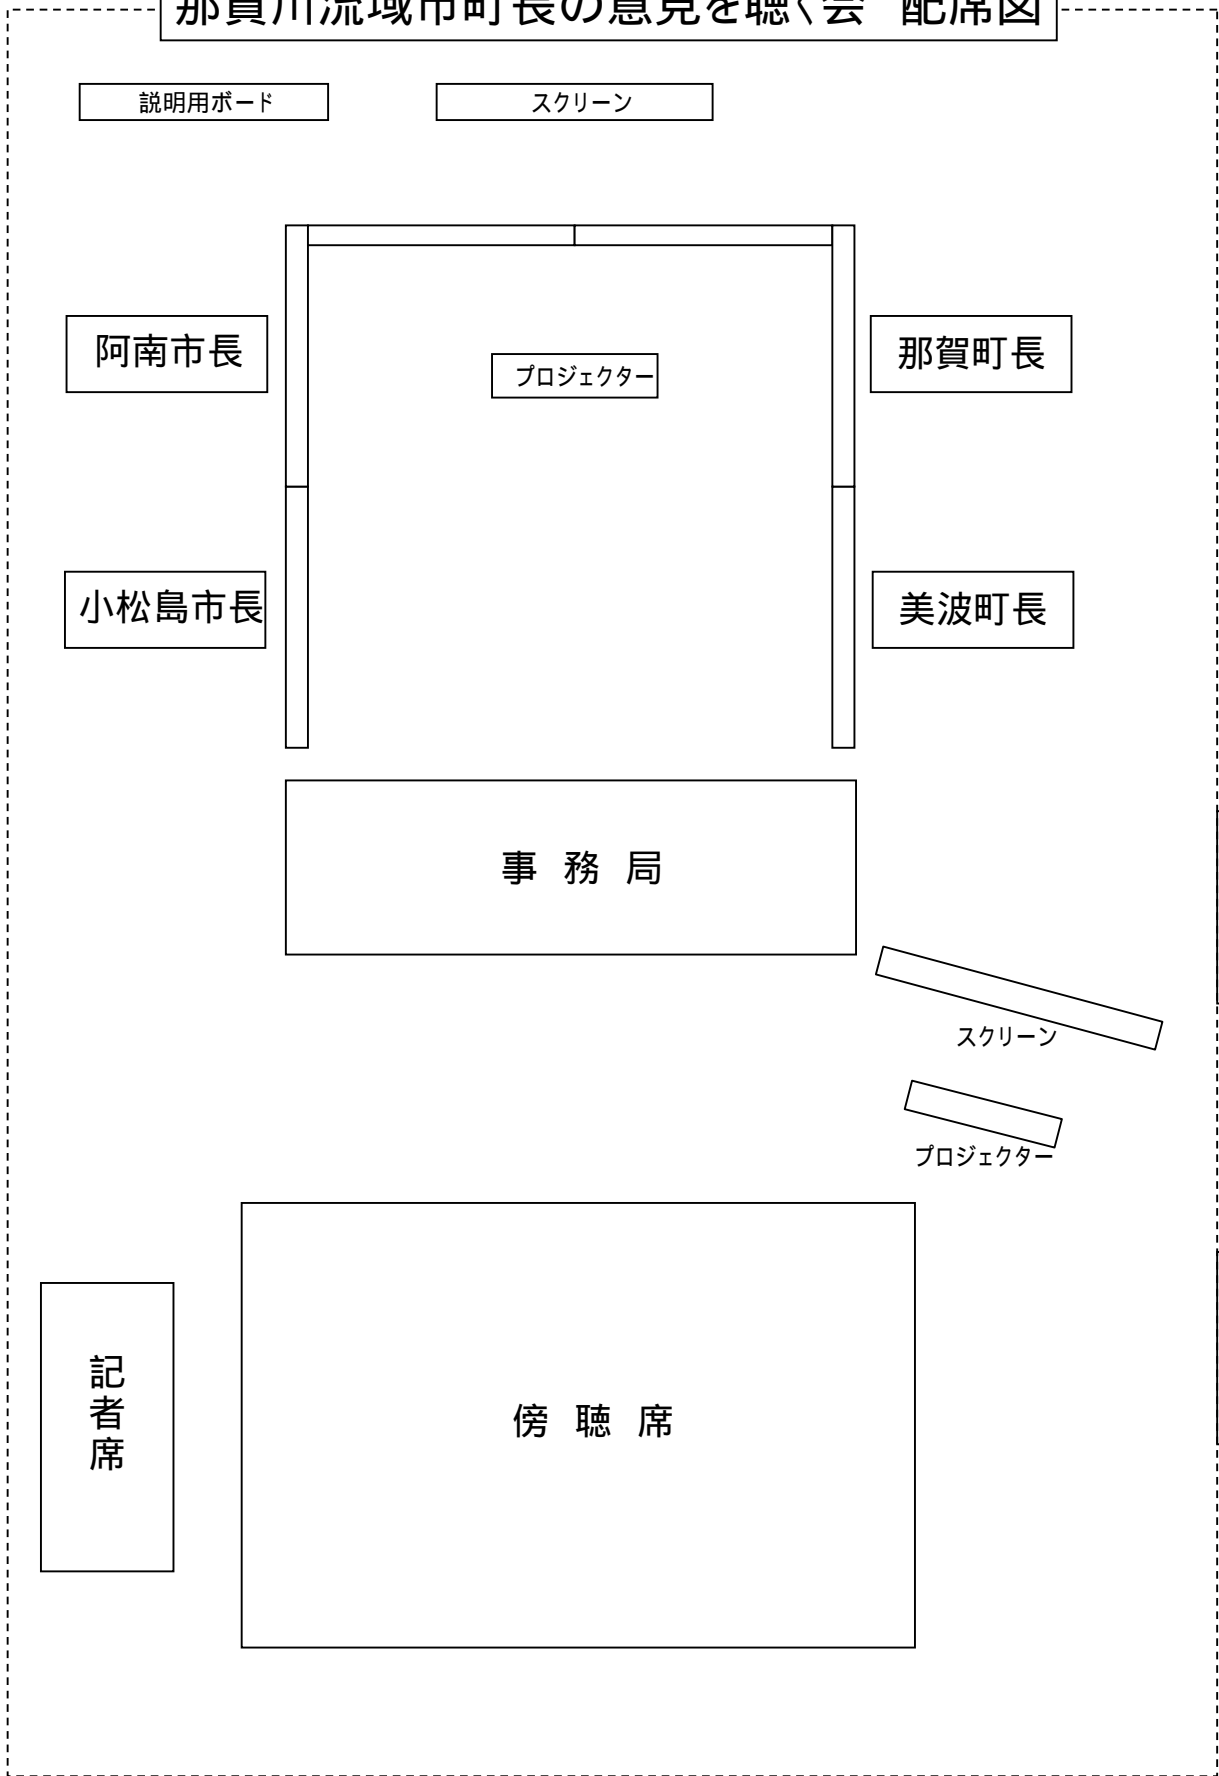 那賀川流域市町長の意見を聴く会 配席図
説明用ボード
スクリーン
阿南市長
プロジェクター
那賀町長
小松島市長
美波町長
事 務 局
スクリーン
プロジェクター
記者席
傍 聴 席